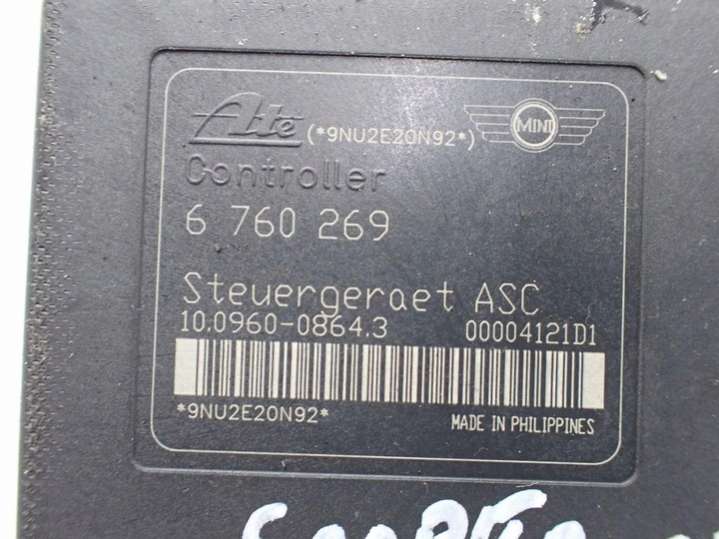 Ate (*9NU2E20N92*) MINI
Controller
6 760 269
Steuergeraet ASC
10.0960-0864.3 00004121D1
*9NU2E20N92* MADE IN PHILIPPINES